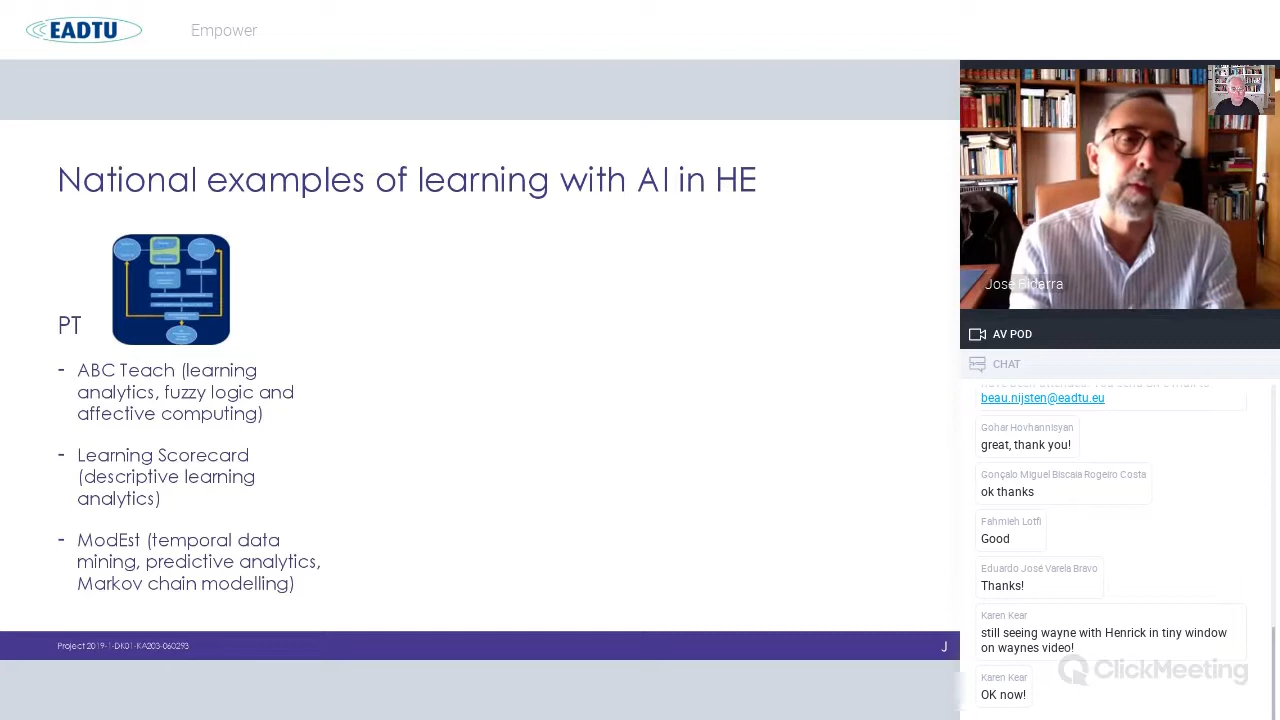 EADTU
Empower
National examples of learning with AI in HE
PT
- ABC Teach (learning
analytics, fuzzy logic and
affective computing)
- Learning Scorecard
(descriptive learning
analytics)
- ModEst (temporal data
mining, predictive analytics,
Markov chain modelling)
Project 2019-1-DK01-KA203-060293
J
Jose Bidarra
AV POD
CHAT
beau.nijsten@eadtu.eu
Gohar Hovhannisyan
great, thank you!
Gonçalo Miguel Biscaia Rogeiro Costa
ok thanks
Fahmieh Lotfi
Good
Eduardo José Varela Bravo
Thanks!
Karen Kear
still seeing wayne with Henrick in tiny window
on waynes video!
ClickMeeting
Karen Kear
OK now!